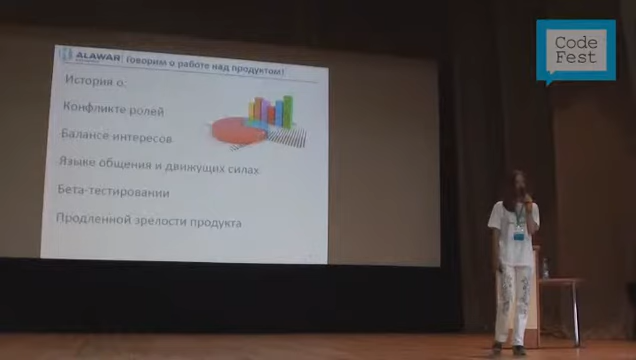 ALAWAR Говорим о работе над продуктом!
История о:
Конфликте ролей
Балансе интересов
Языке общения и движущих силах
Бета-тестировании
Продленной зрелости продукта
Code
Fest